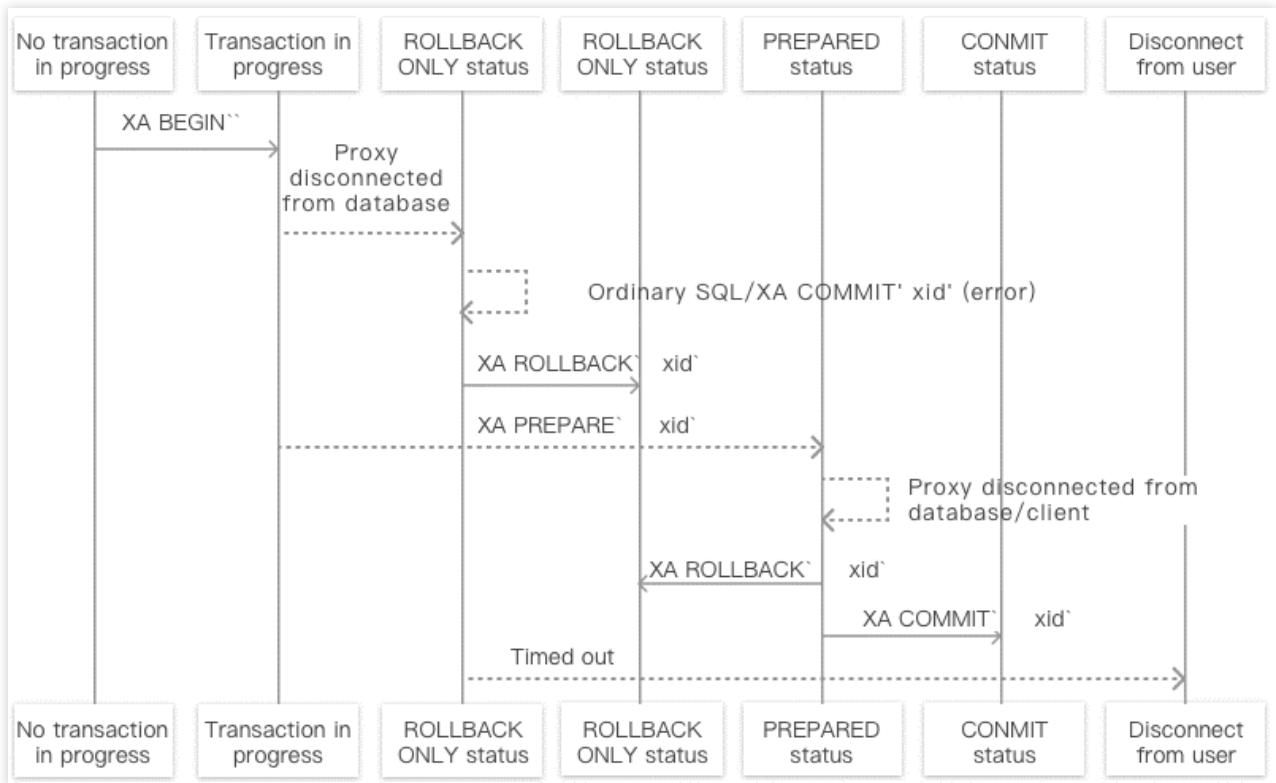 No transaction
in progress
Transaction in
progress
ROLLBACK
ONLY status
ROLLBACK
ONLY status
PREPARED
status
CONMIT
status
Disconnect
from user
XA BEGIN``
Proxy
disconnected
from database
Ordinary SQL/XA COMMIT' xid' (error)
XA ROLLBACK` xid`
XA PREPARE` xid`
Proxy disconnected from
database/client
XA ROLLBACK` xid`
XA COMMIT` xid`
Timed out
No transaction
in progress
Transaction in
progress
ROLLBACK
ONLY status
ROLLBACK
ONLY status
PREPARED
status
CONMIT
status
Disconnect
from user